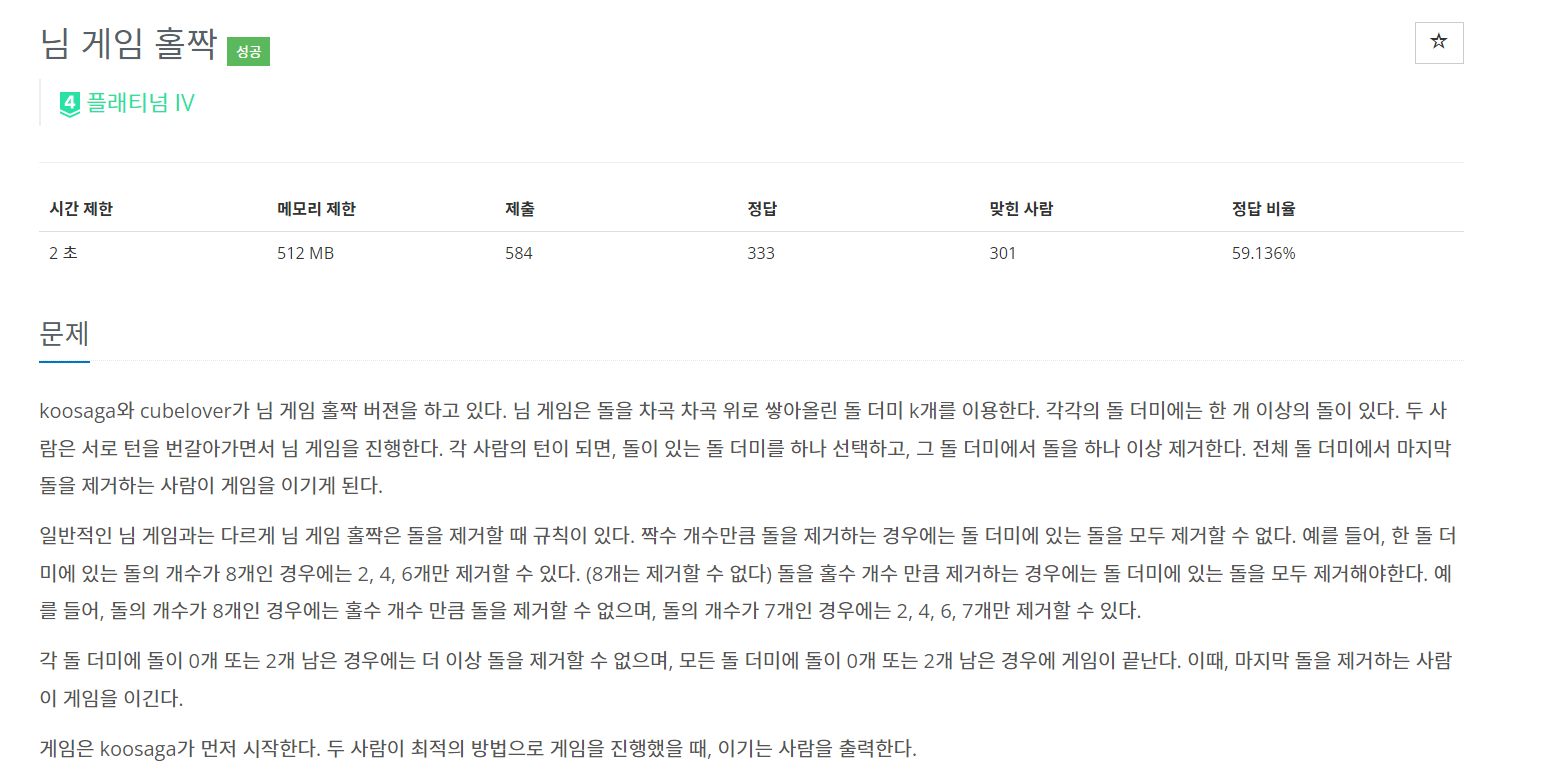 님 게임 홀짝 성공
☆
4 플래티넘 IV
시간 제한 메모리 제한 제출 정답 맞힌 사람 정답 비율
2 초 512 MB 584 333 301 59.136%
문제
koosaga와 cubelover가 님 게임 홀짝 버젼을 하고 있다. 님 게임은 돌을 차곡 차곡 위로 쌓아올린 돌 더미 k개를 이용한다. 각각의 돌 더미에는 한 개 이상의 돌이 있다. 두 사
람은 서로 턴을 번갈아가면서 님 게임을 진행한다. 각 사람의 턴이 되면, 돌이 있는 돌 더미를 하나 선택하고, 그 돌 더미에서 돌을 하나 이상 제거한다. 전체 돌 더미에서 마지막
돌을 제거하는 사람이 게임을 이기게 된다.
일반적인 님 게임과는 다르게 님 게임 홀짝은 돌을 제거할 때 규칙이 있다. 짝수 개수만큼 돌을 제거하는 경우에는 돌 더미에 있는 돌을 모두 제거할 수 없다. 예를 들어, 한 돌 더
미에 있는 돌의 개수가 8개인 경우에는 2, 4, 6개만 제거할 수 있다. (8개는 제거할 수 없다) 돌을 홀수 개수 만큼 제거하는 경우에는 돌 더미에 있는 돌을 모두 제거해야한다. 예
를 들어, 돌의 개수가 8개인 경우에는 홀수 개수 만큼 돌을 제거할 수 없으며, 돌의 개수가 7개인 경우에는 2, 4, 6, 7개만 제거할 수 있다.
각 돌 더미에 돌이 0개 또는 2개 남은 경우에는 더 이상 돌을 제거할 수 없으며, 모든 돌 더미에 돌이 0개 또는 2개 남은 경우에 게임이 끝난다. 이때, 마지막 돌을 제거하는 사람
이 게임을 이긴다.
게임은 koosaga가 먼저 시작한다. 두 사람이 최적의 방법으로 게임을 진행했을 때, 이기는 사람을 출력한다.